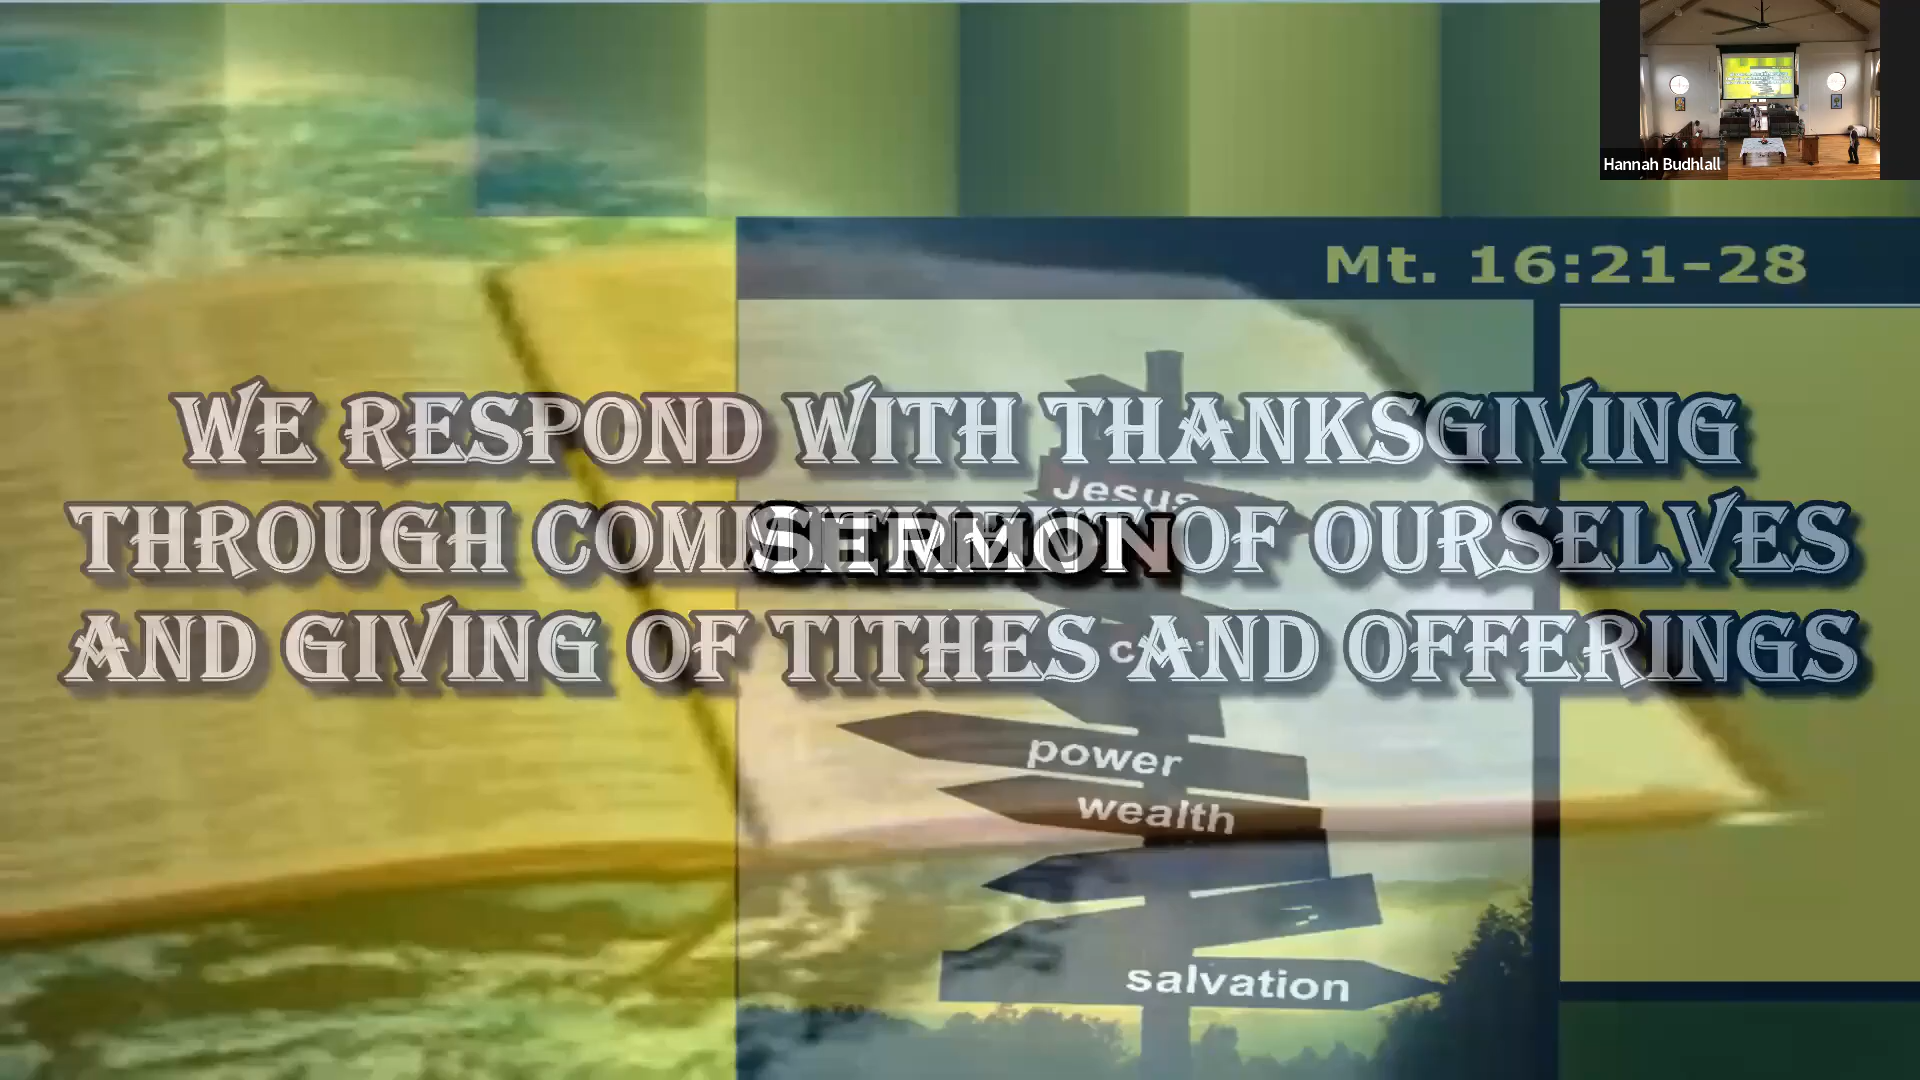 Hannah Budhlall
Mt. 16:21-28
WE RESPOND WITH THANKSGIVING
Jesus
THROUGH COMMITMENT OF OURSELVES
SERMON
AND GIVING OF TITHES AND OFFERINGS
power
wealth
salvation